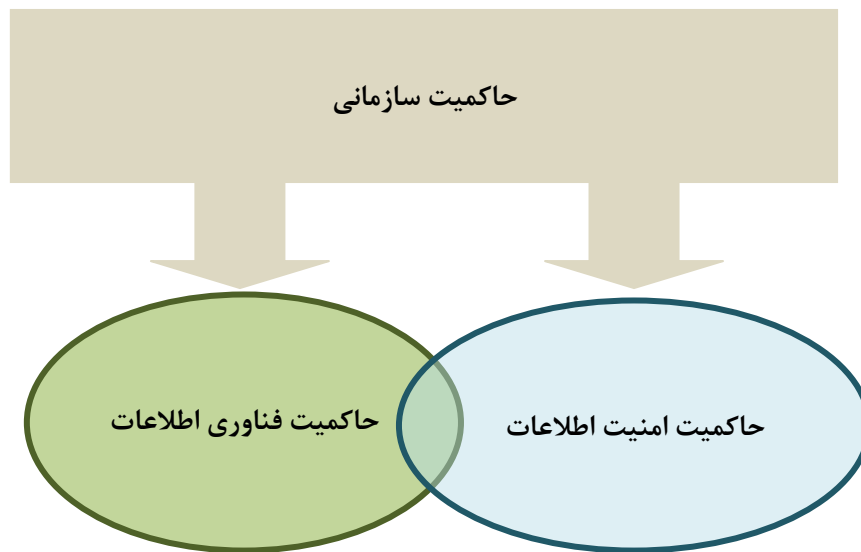 حاکمیت سازمانی
حاکمیت امنیت اطلاعات
حاکمیت فناوری اطلاعات